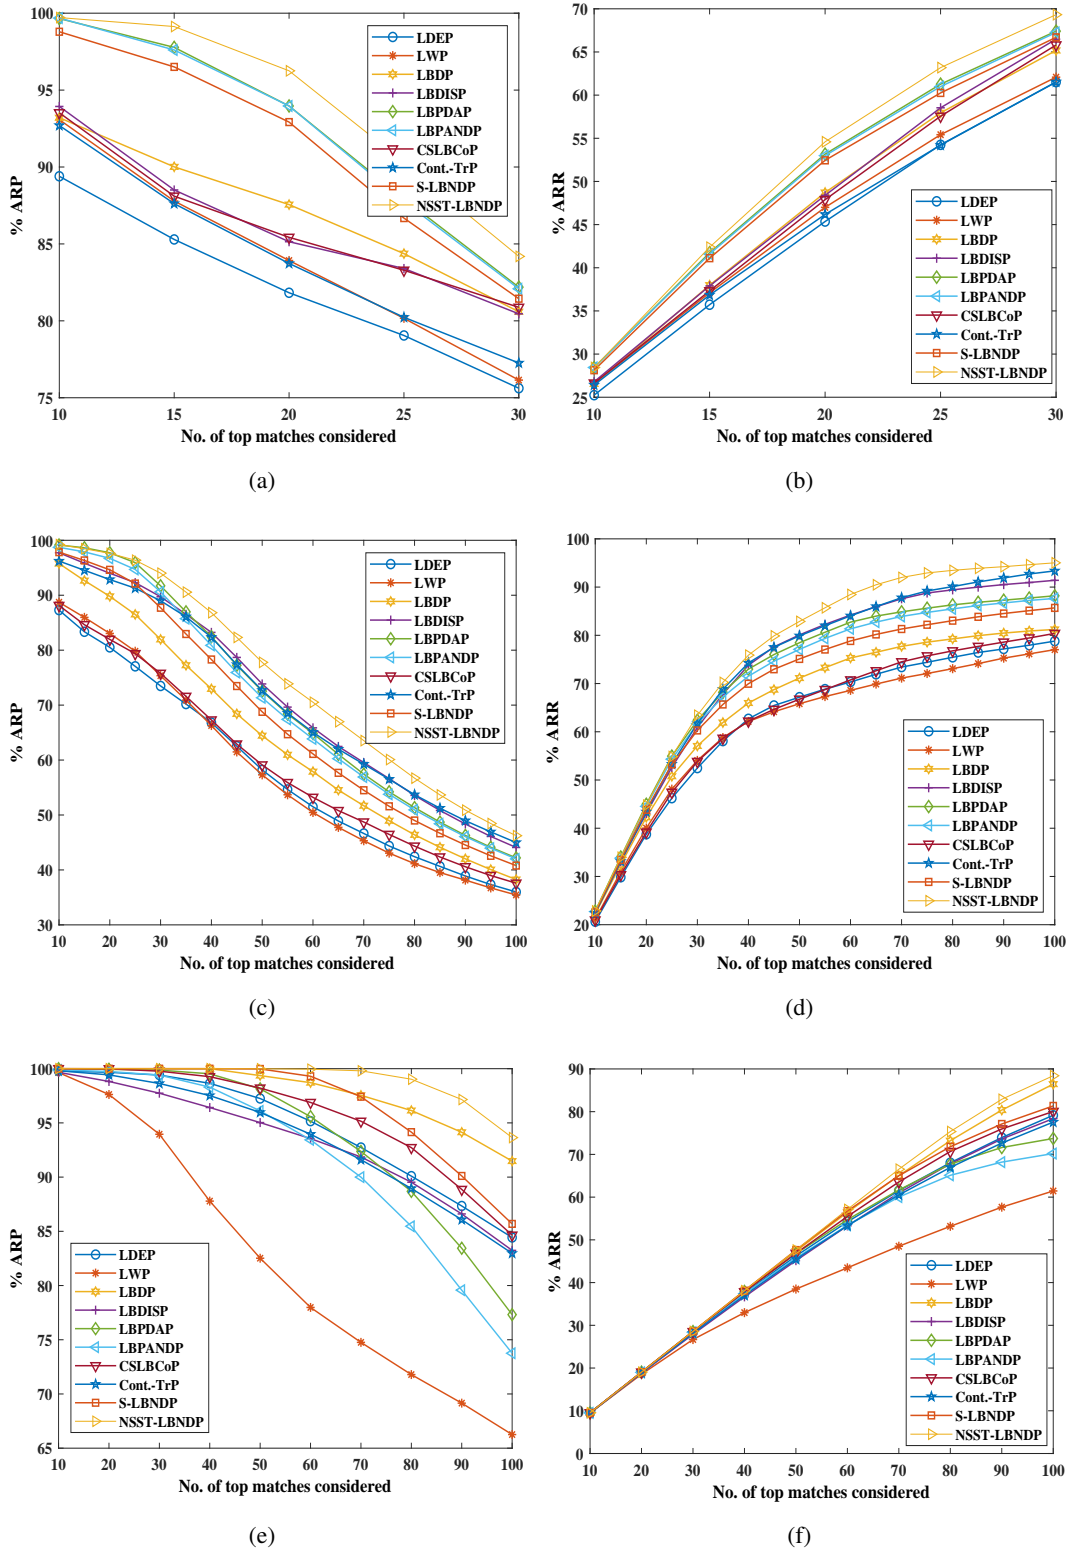 100
95
90
85
80
75
% ARP
10 15 20 25 30
No. of top matches considered
LDEP
LWP
LBDP
LBDISP
LBPDAP
LBPANDP
CSLBCoP
Cont.-TrP
S-LBNDP
NSST-LBNDP
(a)
70
65
60
55
50
45
40
35
30
25
% ARR
10 15 20 25 30
No. of top matches considered
LDEP
LWP
LBDP
LBDISP
LBPDAP
LBPANDP
CSLBCoP
Cont.-TrP
S-LBNDP
NSST-LBNDP
(b)
100
90
80
70
60
50
40
30
% ARP
10 20 30 40 50 60 70 80 90 100
No. of top matches considered
LDEP
LWP
LBDP
LBDISP
LBPDAP
LBPANDP
CSLBCoP
Cont.-TrP
S-LBNDP
NSST-LBNDP
(c)
100
90
80
70
60
50
40
30
20
% ARR
10 20 30 40 50 60 70 80 90 100
No. of top matches considered
LDEP
LWP
LBDP
LBDISP
LBPDAP
LBPANDP
CSLBCoP
Cont.-TrP
S-LBNDP
NSST-LBNDP
(d)
100
95
90
85
80
75
70
65
% ARP
10 20 30 40 50 60 70 80 90 100
No. of top matches considered
LDEP
LWP
LBDP
LBDISP
LBPDAP
LBPANDP
CSLBCoP
Cont.-TrP
S-LBNDP
NSST-LBNDP
(e)
90
80
70
60
50
40
30
20
10
0
% ARR
10 20 30 40 50 60 70 80 90 100
No. of top matches considered
LDEP
LWP
LBDP
LBDISP
LBPDAP
LBPANDP
CSLBCoP
Cont.-TrP
S-LBNDP
NSST-LBNDP
(f)